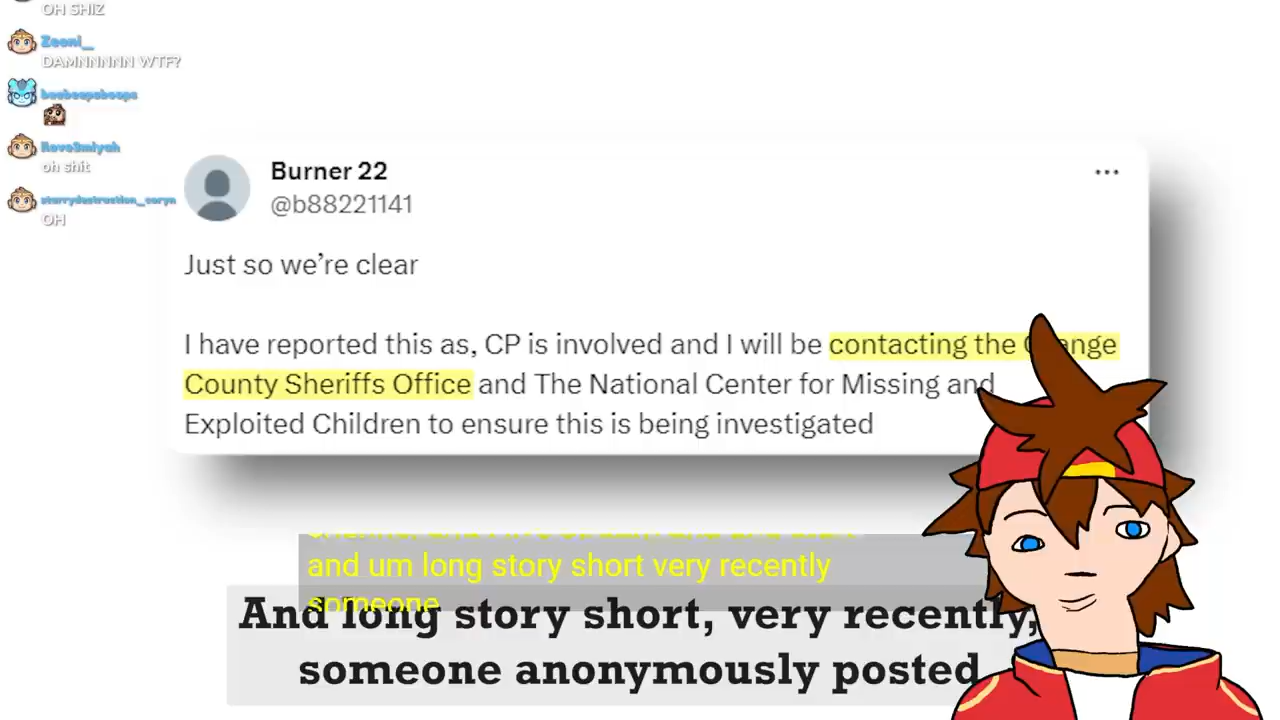 OH SHIZ
Zooni__
DAMNNNNN WTF?
oh shit
OH
Burner 22
@b88221141
Just so we're clear
I have reported this as, CP is involved and I will be contacting the
County Sheriffs Office and The National Center for Missing and
Exploited Children to ensure this is being investigated
and um long story short very recently
someone
And long story short, very recently,
someone anonymously posted